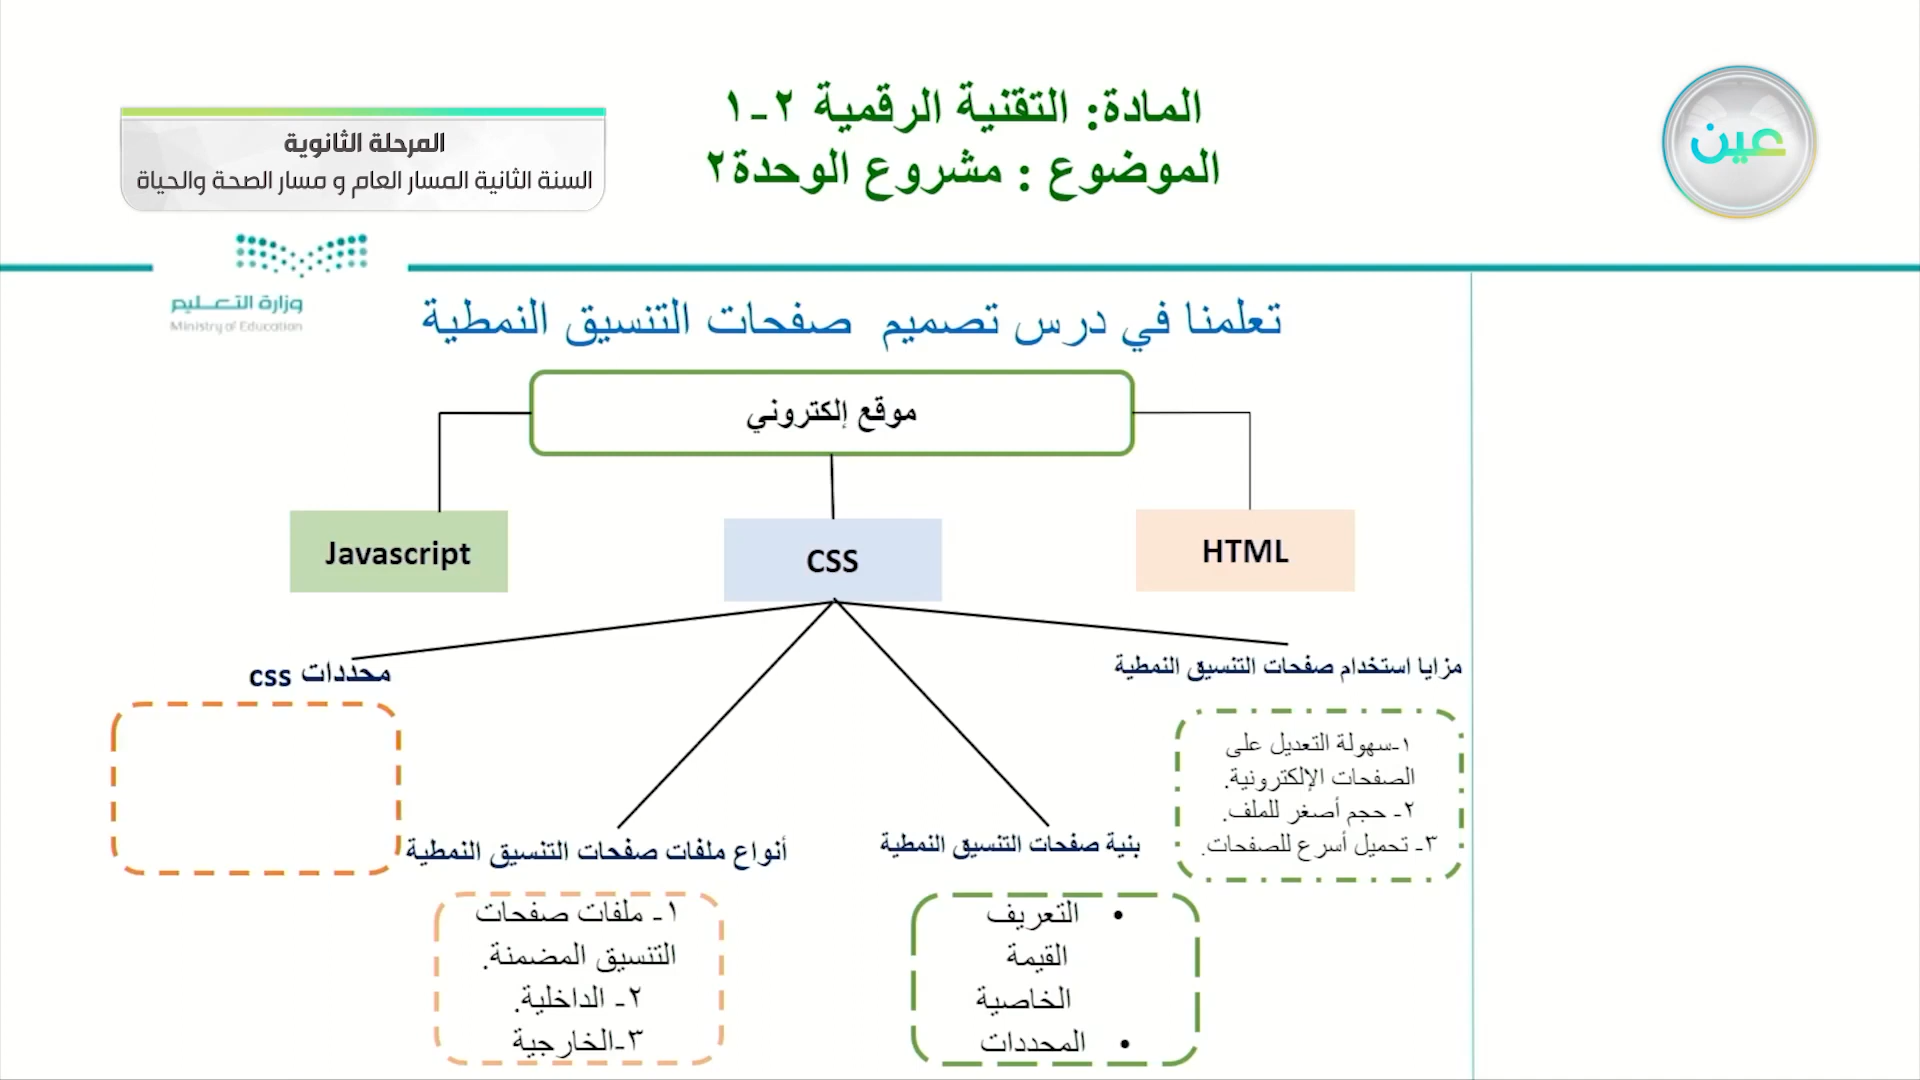 المادة: التقنية الرقمية ٢-١
الموضوع : مشروع الوحدة٢
عين
المرحلة الثانوية
السنة الثانية المسار العام و مسار الصحة والحياة
وزارة التعليم
Ministry of Education
تعلمنا في درس تصميم صفحات التنسيق النمطية
موقع إلكتروني
HTML
CSS
Javascript
مزايا استخدام صفحات التنسيق النمطية
١-سهولة التعديل على
الصفحات الإلكترونية.
٢- حجم أصغر للملف.
٣- تحميل أسرع للصفحات.
بنية صفحات التنسيق النمطية
• التعريف
القيمة
الخاصية
• المحددات
أنواع ملفات صفحات التنسيق النمطية
١- ملفات صفحات
التنسيق المضمنة.
٢- الداخلية.
٣-الخارجية
محددات css